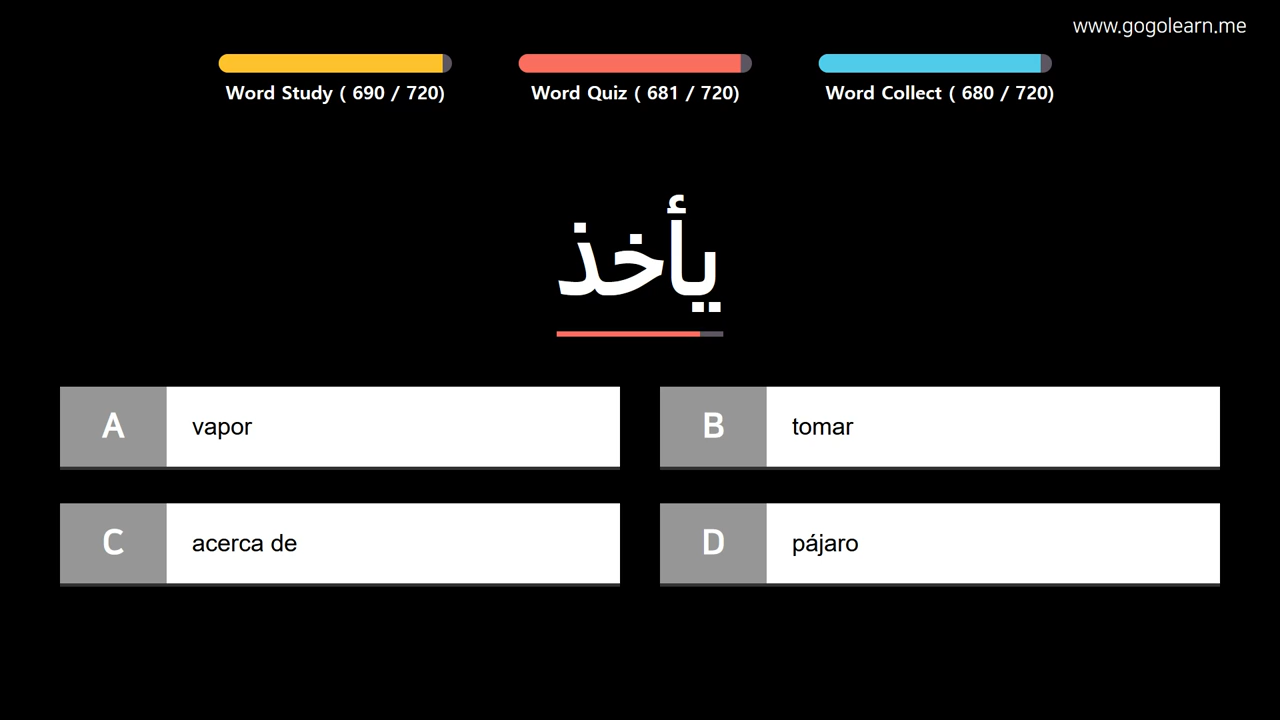 www.gogolearn.me
Word Study ( 690 / 720)
Word Quiz ( 681 / 720)
Word Collect ( 680 / 720)
يأخذ
A vapor
B tomar
C acerca de
D pájaro